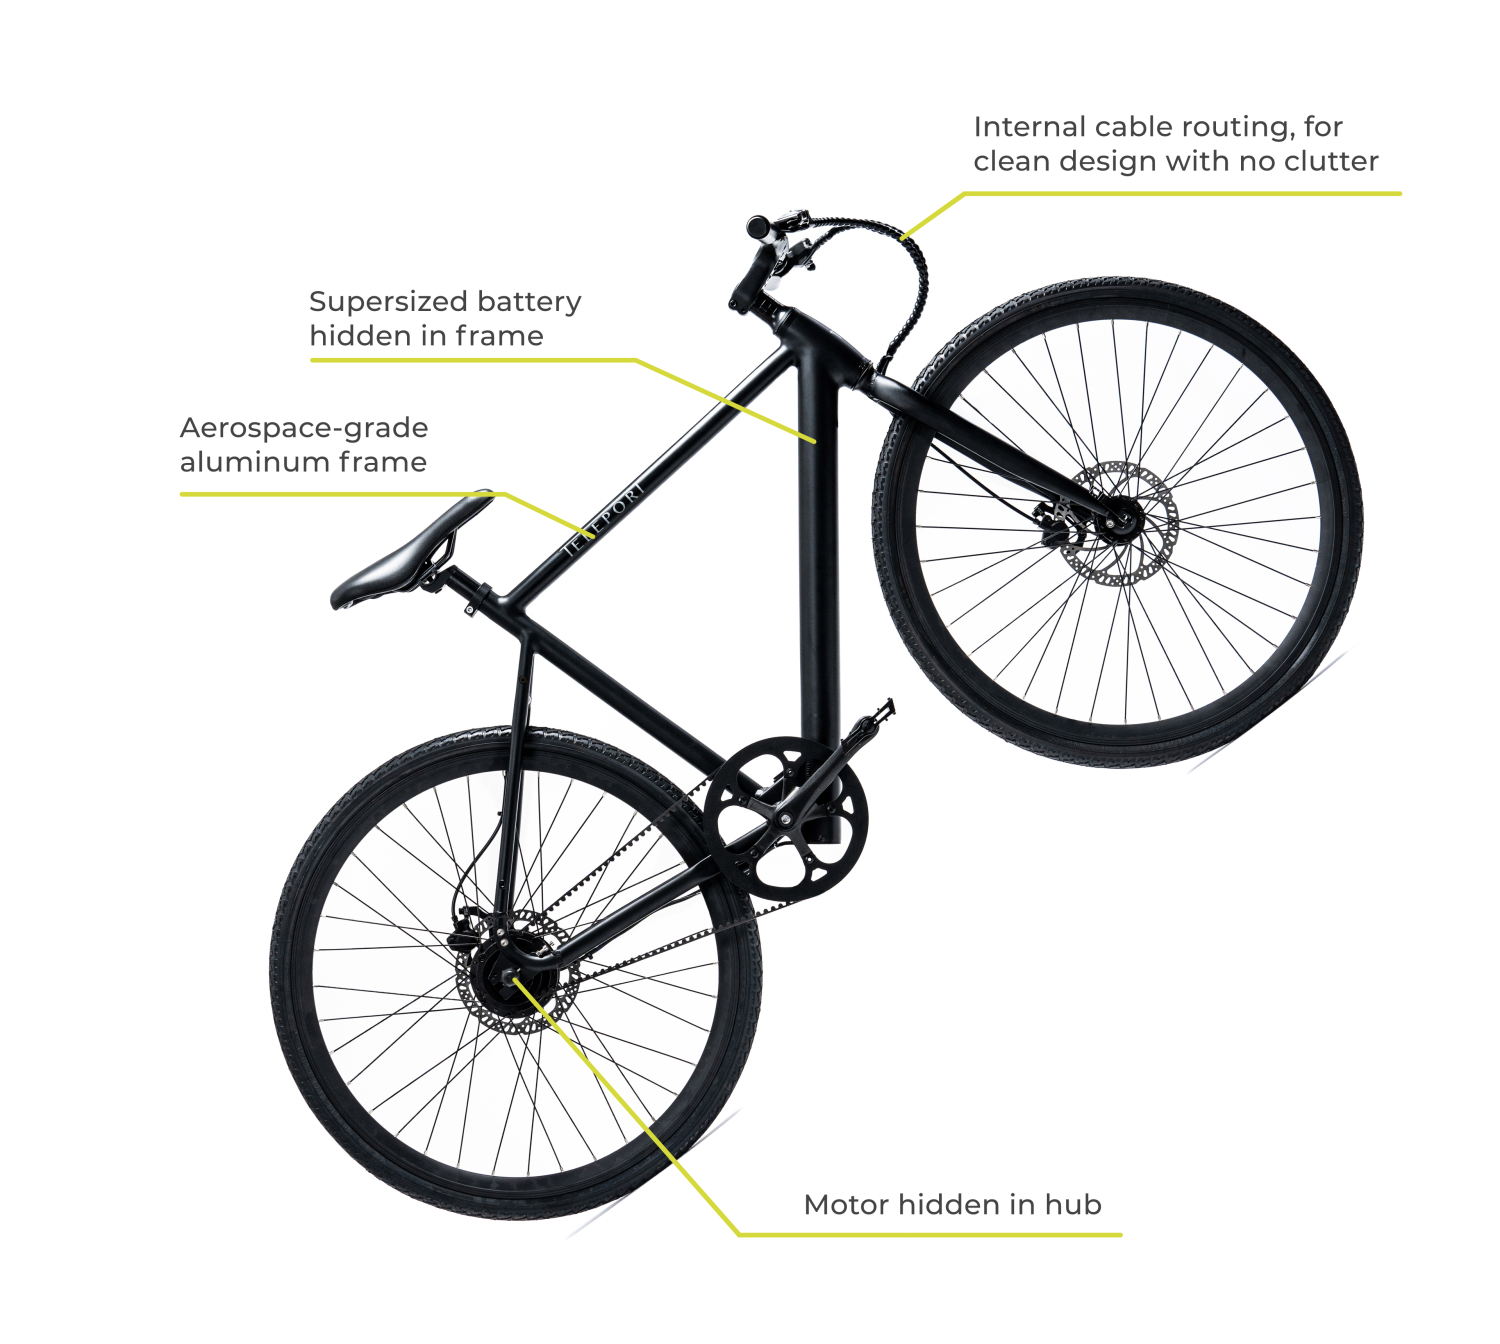 Internal cable routing, for
clean design with no clutter
Supersized battery
hidden in frame
Aerospace-grade
aluminum frame
TELEPORT
Motor hidden in hub